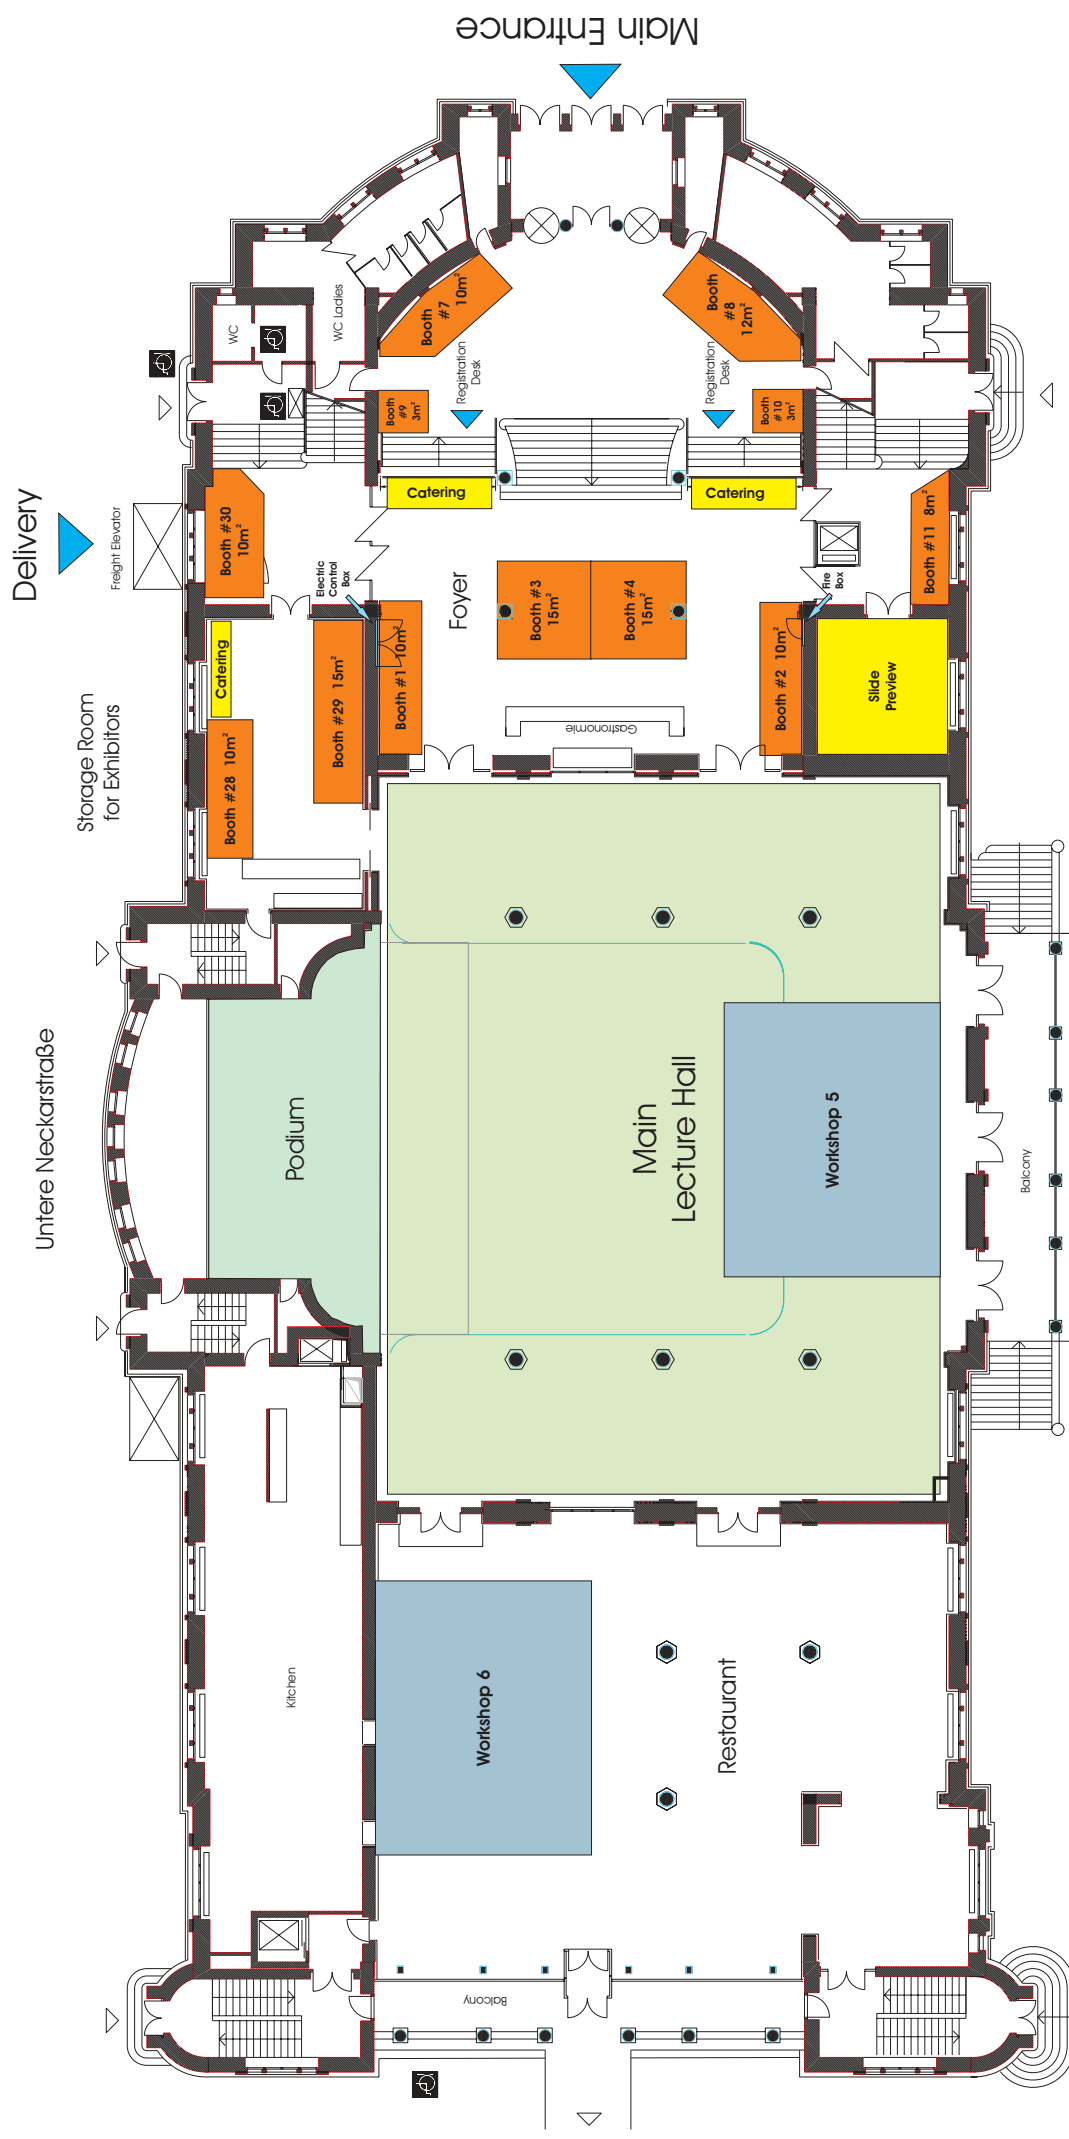 Main Entrance
Delivery
Freight Elevator
Storage Room
for Exhibitors
Untere Neckarstraße
WC
WC Ladies
Booth
#7 10m²
Booth
#8
12m²
Registration
Desk
Registration
Desk
Booth
#9
3m²
Booth
#10
3m²
Catering
Catering
Booth #30
10m²
Booth #11 8m²
Electric
Control
Box
Fire
Box
Foyer
Booth #3
15m²
Booth #4
15m²
Catering
Booth #28 10m²
Booth #29 15m²
Booth #1 10m²
Booth #2 10m²
Slide
Preview
Gastronomie
Podium
Main
Lecture Hall
Workshop 5
Balcony
Kitchen
Workshop 6
Restaurant
Balcony